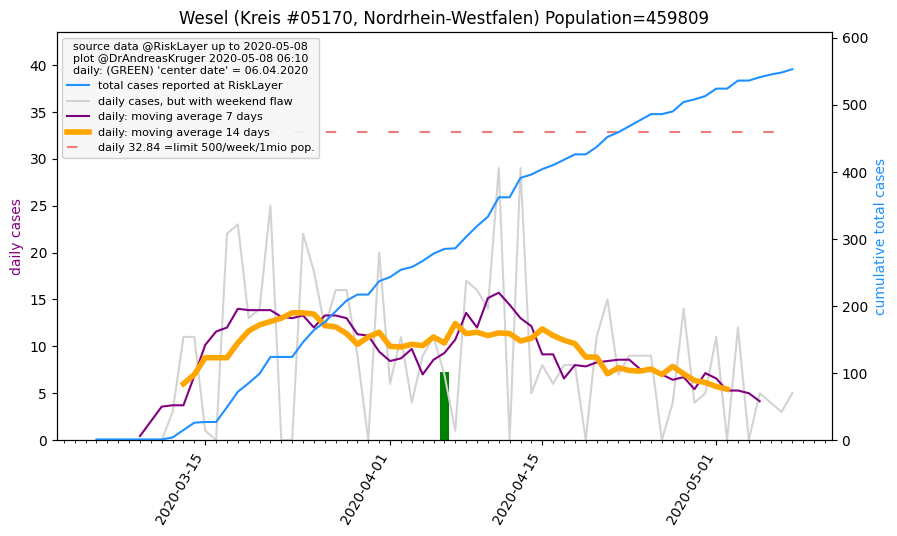 Wesel (Kreis #05170, Nordrhein-Westfalen) Population=459809
source data @RiskLayer up to 2020-05-08
plot @DrAndreasKruger 2020-05-08 06:10
daily: (GREEN) 'center date' = 06.04.2020
total cases reported at RiskLayer
daily cases, but with weekend flaw
daily: moving average 7 days
daily: moving average 14 days
daily 32.84 =limit 500/week/1mio pop.
daily cases
40
35
30
25
20
15
10
5
0
cumulative total cases
600
500
400
300
200
100
0
2020-03-15
2020-04-01
2020-04-15
2020-05-01